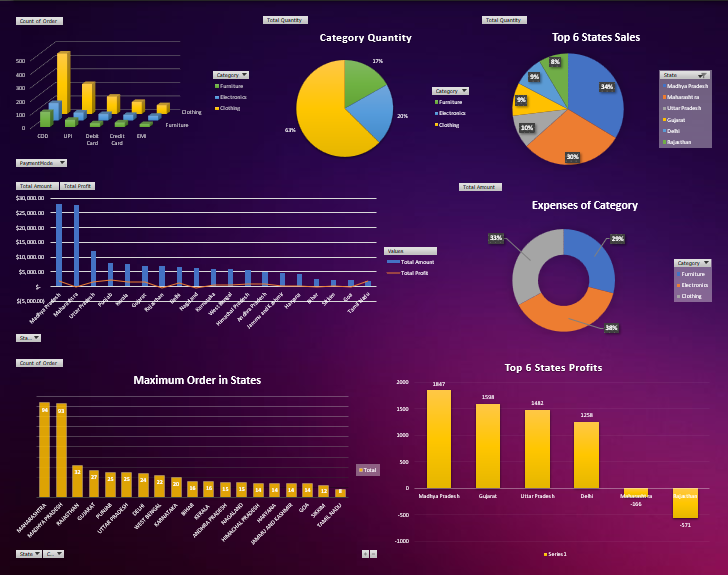 Count of Order
500
400
300
200
100
0
COD
UPI
Debit Card
Credit Card
EMI
Clothing
Furniture
PaymentMode
Category
Furniture
Electronics
Clothing
Total Quantity
Category Quantity
17%
20%
63%
Category
Furniture
Electronics
Clothing
Total Quantity
Top 6 States Sales
34%
30%
10%
9%
9%
8%
State
Madhya Pradesh
Maharashtra
Uttar Pradesh
Gujarat
Delhi
Rajasthan
Total Amount
Total Profit
$30,000.00
$25,000.00
$20,000.00
$15,000.00
$10,000.00
$5,000.00
$-
$(5,000.00)
Madhya Pradesh
Maharashtra
Uttar Pradesh
Punjab
Kerala
Gujarat
Rajasthan
Delhi
Nagaland
Karnataka
West Bengal
Himachal Pradesh
Andhra Pradesh
Jammu and Kashmir
Haryana
Bihar
Sikkim
Goa
Tamil Nadu
Sta...
Values
Total Amount
Total Profit
Total Amount
Expenses of Category
33%
29%
38%
Category
Furniture
Electronics
Clothing
Count of Order
Maximum Order in States
94
93
32
27
25
25
24
22
20
16
16
15
15
14
14
14
14
12
8
MAHARASHTRA
MADHYA PRADESH
RAJASTHAN
GUJARAT
PUNJAB
UTTAR PRADESH
DELHI
WEST BENGAL
KARNATAKA
BIHAR
KERALA
ANDHRA PRADESH
NAGALAND
HIMACHAL PRADESH
HARYANA
JAMMU AND KASHMIR
GOA
SIKKIM
TAMIL NADU
Total
State
C...
+ -
Top 6 States Profits
2000
1500
1000
500
0
-500
-1000
1847
1598
1482
1258
-166
-571
Madhya Pradesh
Gujarat
Uttar Pradesh
Delhi
Maharashtra
Rajasthan
Series1